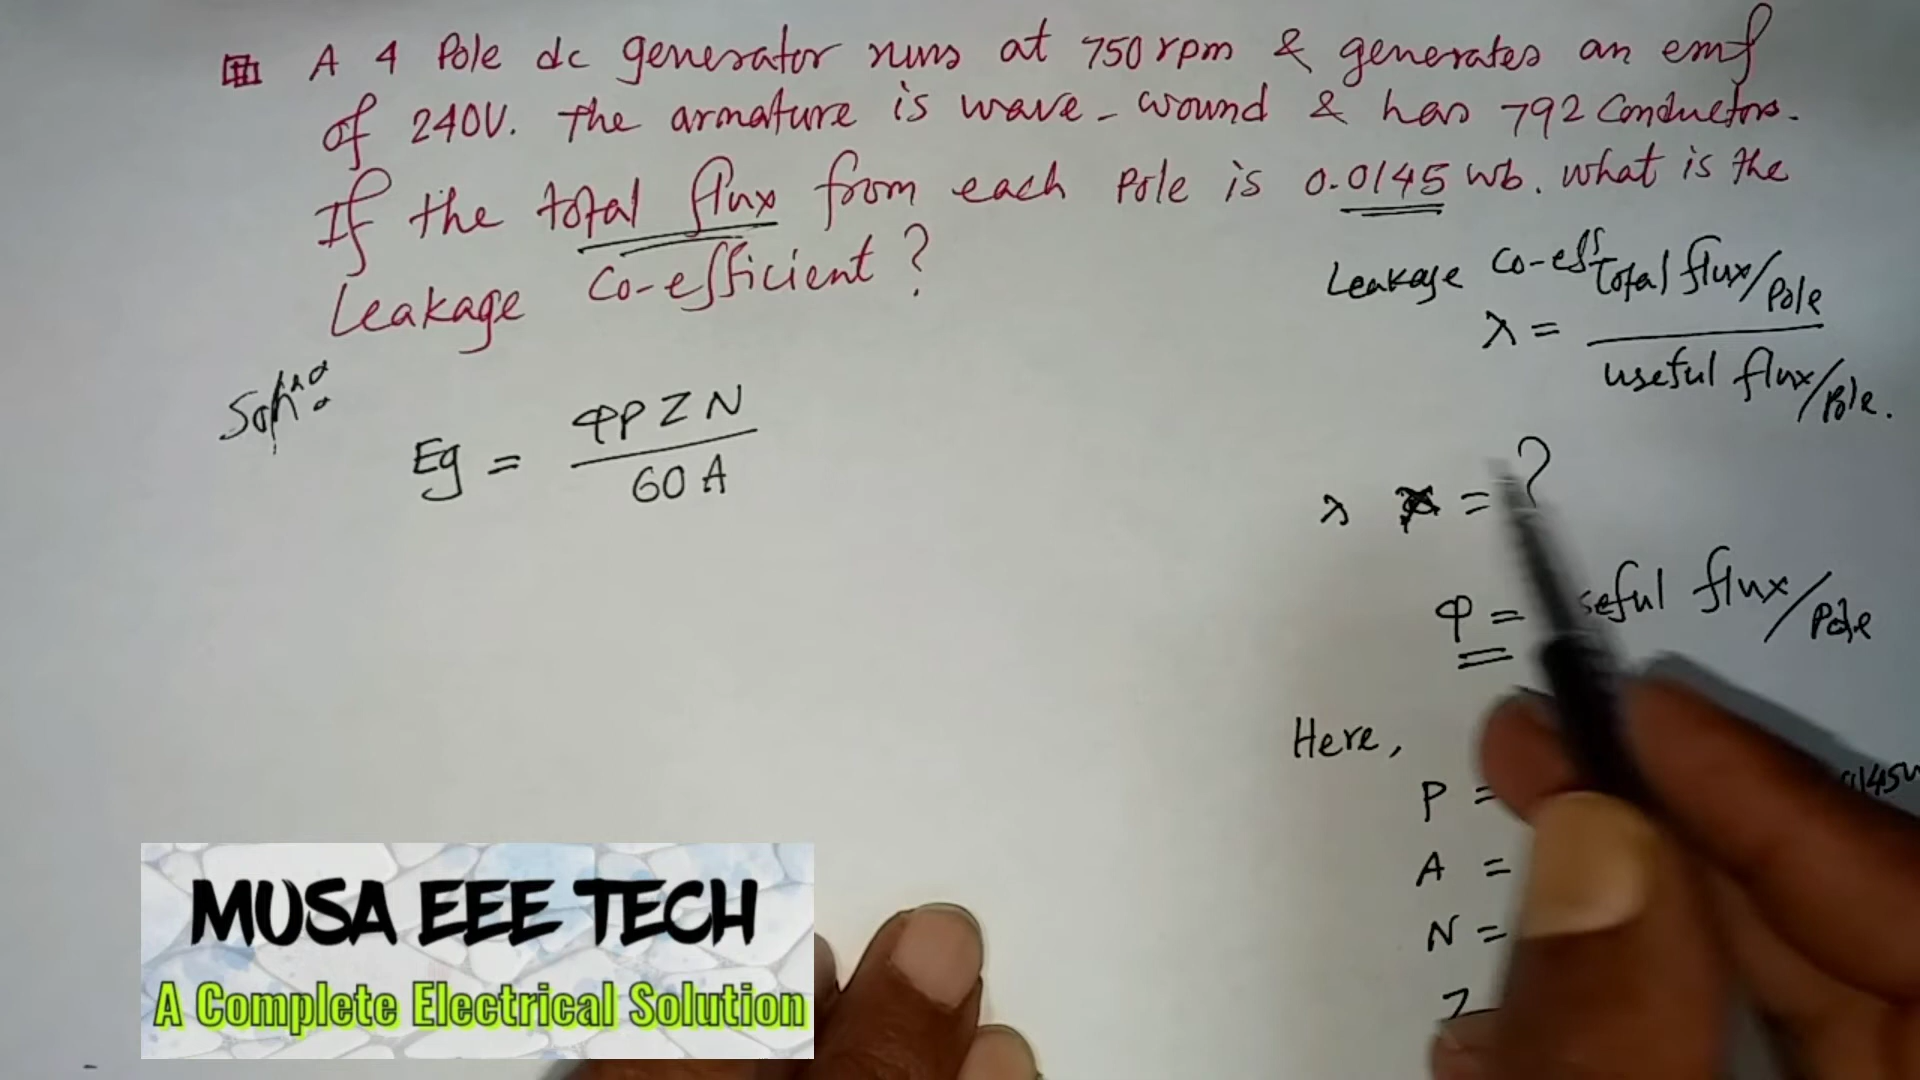 A 4 Pole dc generator runs at 750 rpm & generates an emf
of 240V. The armature is wave-wound & has 792 Conductors.
If the total flux from each Pole is 0.0145 wb. what is the
Leakage Co-efficient?
Leakage co-eff
λ = total flux/Pole
useful flux/Pole.
Soln:
Eg = φPZN
60A
λ = ?
φ = seful flux/Pole
Here,
P =
A =
N =
Z
MUSA EEE TECH
A Complete Electrical Solution